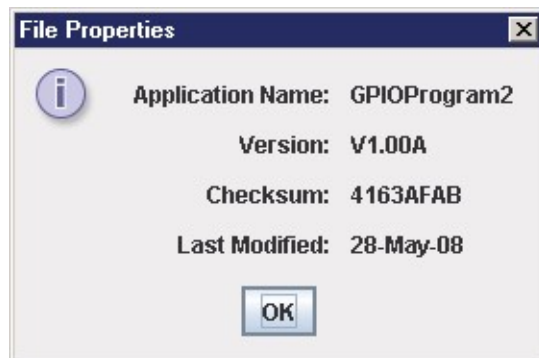 File Properties
Application Name: GPIOProgram2
Version: V1.00A
Checksum: 4163AFAB
Last Modified: 28-May-08
OK